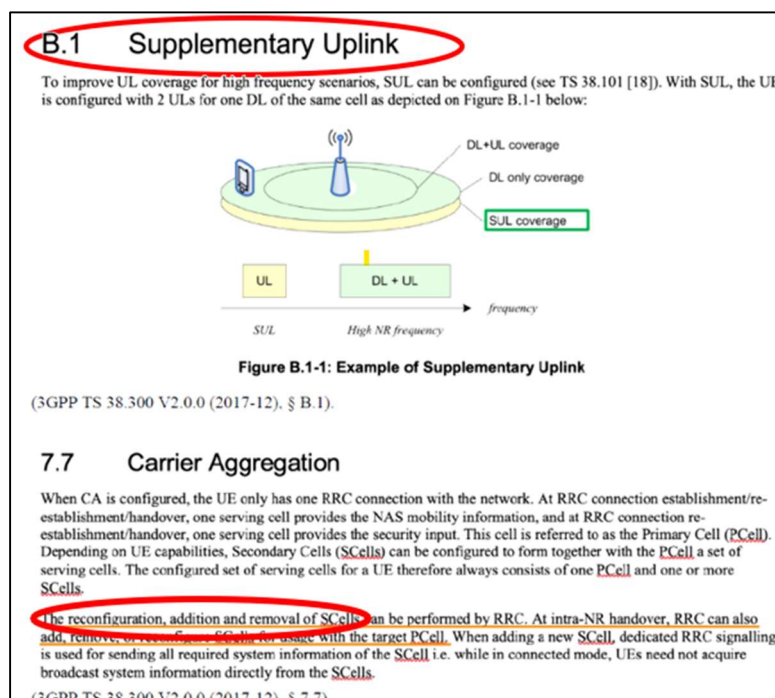 B.1 Supplementary Uplink
To improve UL coverage for high frequency scenarios, SUL can be configured (see TS 38.101 [18]). With SUL, the UE
is configured with 2 ULs for one DL of the same cell as depicted on Figure B.1-1 below:
DL+UL coverage
DL only coverage
SUL coverage
UL
DL + UL
frequency
SUL
High NR frequency
Figure B.1-1: Example of Supplementary Uplink
(3GPP TS 38.300 V2.0.0 (2017-12), § B.1).
7.7 Carrier Aggregation
When CA is configured, the UE only has one RRC connection with the network. At RRC connection establishment/re-
establishment/handover, one serving cell provides the NAS mobility information, and at RRC connection re-
establishment/handover, one serving cell provides the security input. This cell is referred to as the Primary Cell (PCell).
Depending on UE capabilities, Secondary Cells (SCells) can be configured to form together with the PCell a set of
serving cells. The configured set of serving cells for a UE therefore always consists of one PCell and one or more
SCells.
The reconfiguration, addition and removal of SCells can be performed by RRC. At intra-NR handover, RRC can also
add, remove, or reconfigure SCells for usage with the target PCell. When adding a new SCell, dedicated RRC signalling
is used for sending all required system information of the SCell i.e. while in connected mode, UEs need not acquire
broadcast system information directly from the SCells.
(3GPP TS 38.300 V2.0.0 (2017-12), § 7.7)